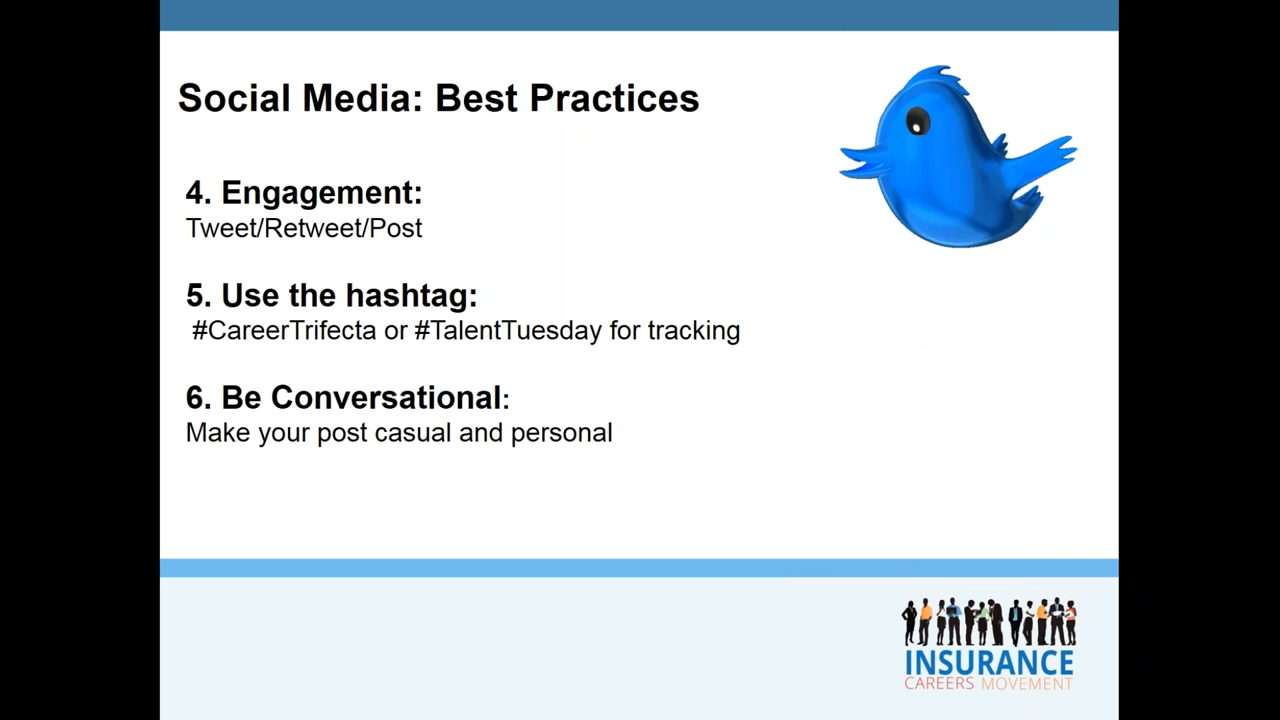 Social Media: Best Practices
4. Engagement:
Tweet/Retweet/Post
5. Use the hashtag:
#CareerTrifecta or #TalentTuesday for tracking
6. Be Conversational:
Make your post casual and personal
INSURANCE
CAREERS MOVEMENT